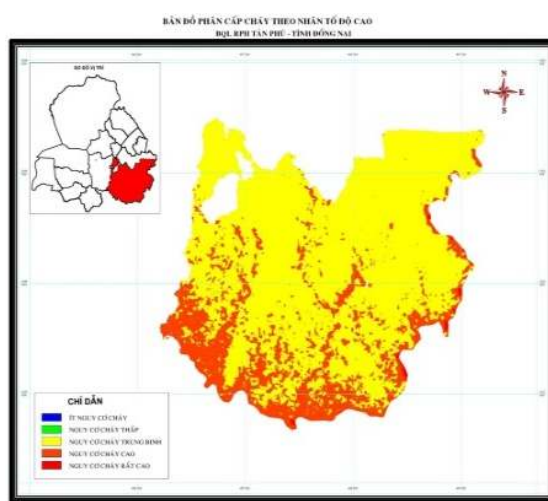 BẢN ĐỒ PHÂN CẤP CHÁY THEO NHÂN TỐ ĐỘ CAO
BQL RPH TÂN PHÚ - TỈNH ĐỒNG NAI
SƠ ĐỒ VỊ TRÍ
N
W E
S
CHỈ DẪN
ÍT NGUY CƠ CHÁY
NGUY CƠ CHÁY THẤP
NGUY CƠ CHÁY TRUNG BÌNH
NGUY CƠ CHÁY CAO
NGUY CƠ CHÁY RẤT CAO